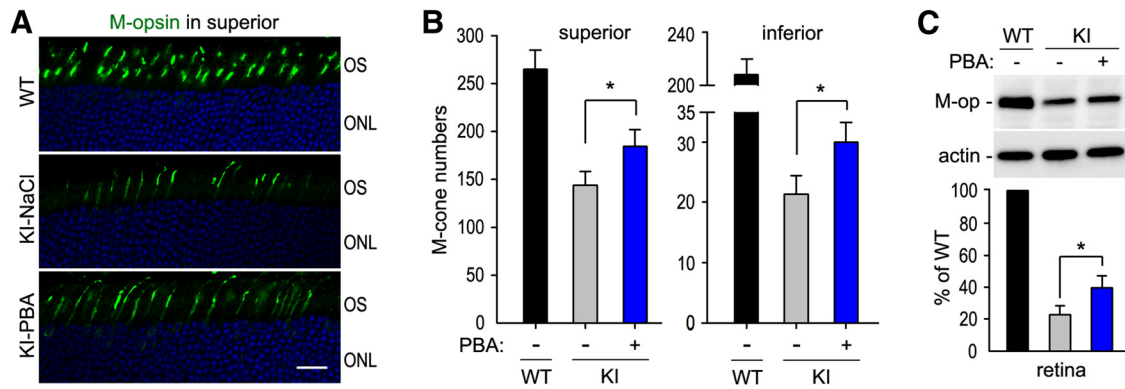 A
M-opsin in superior
WT
OS
ONL
KI-NaCl
OS
ONL
KI-PBA
OS
ONL
B
M-cone numbers
300
250
200
150
100
50
0
superior
*
PBA: - - +
WT KI
240
200
35
30
20
10
0
inferior
*
- - +
WT KI
C
WT KI
PBA: - - +
M-op -
actin -
% of WT
100
80
60
40
20
0
*
retina